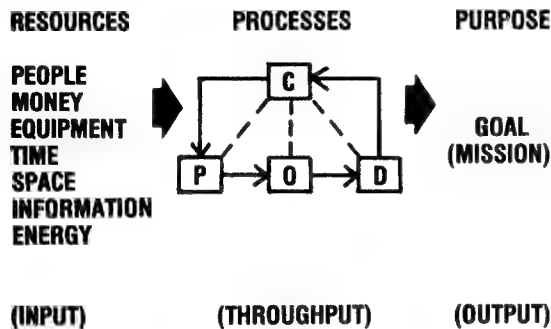 RESOURCES PROCESSES PURPOSE
PEOPLE
MONEY
EQUIPMENT
TIME
SPACE
INFORMATION
ENERGY
C
P O D
GOAL
(MISSION)
(INPUT) (THROUGHPUT) (OUTPUT)